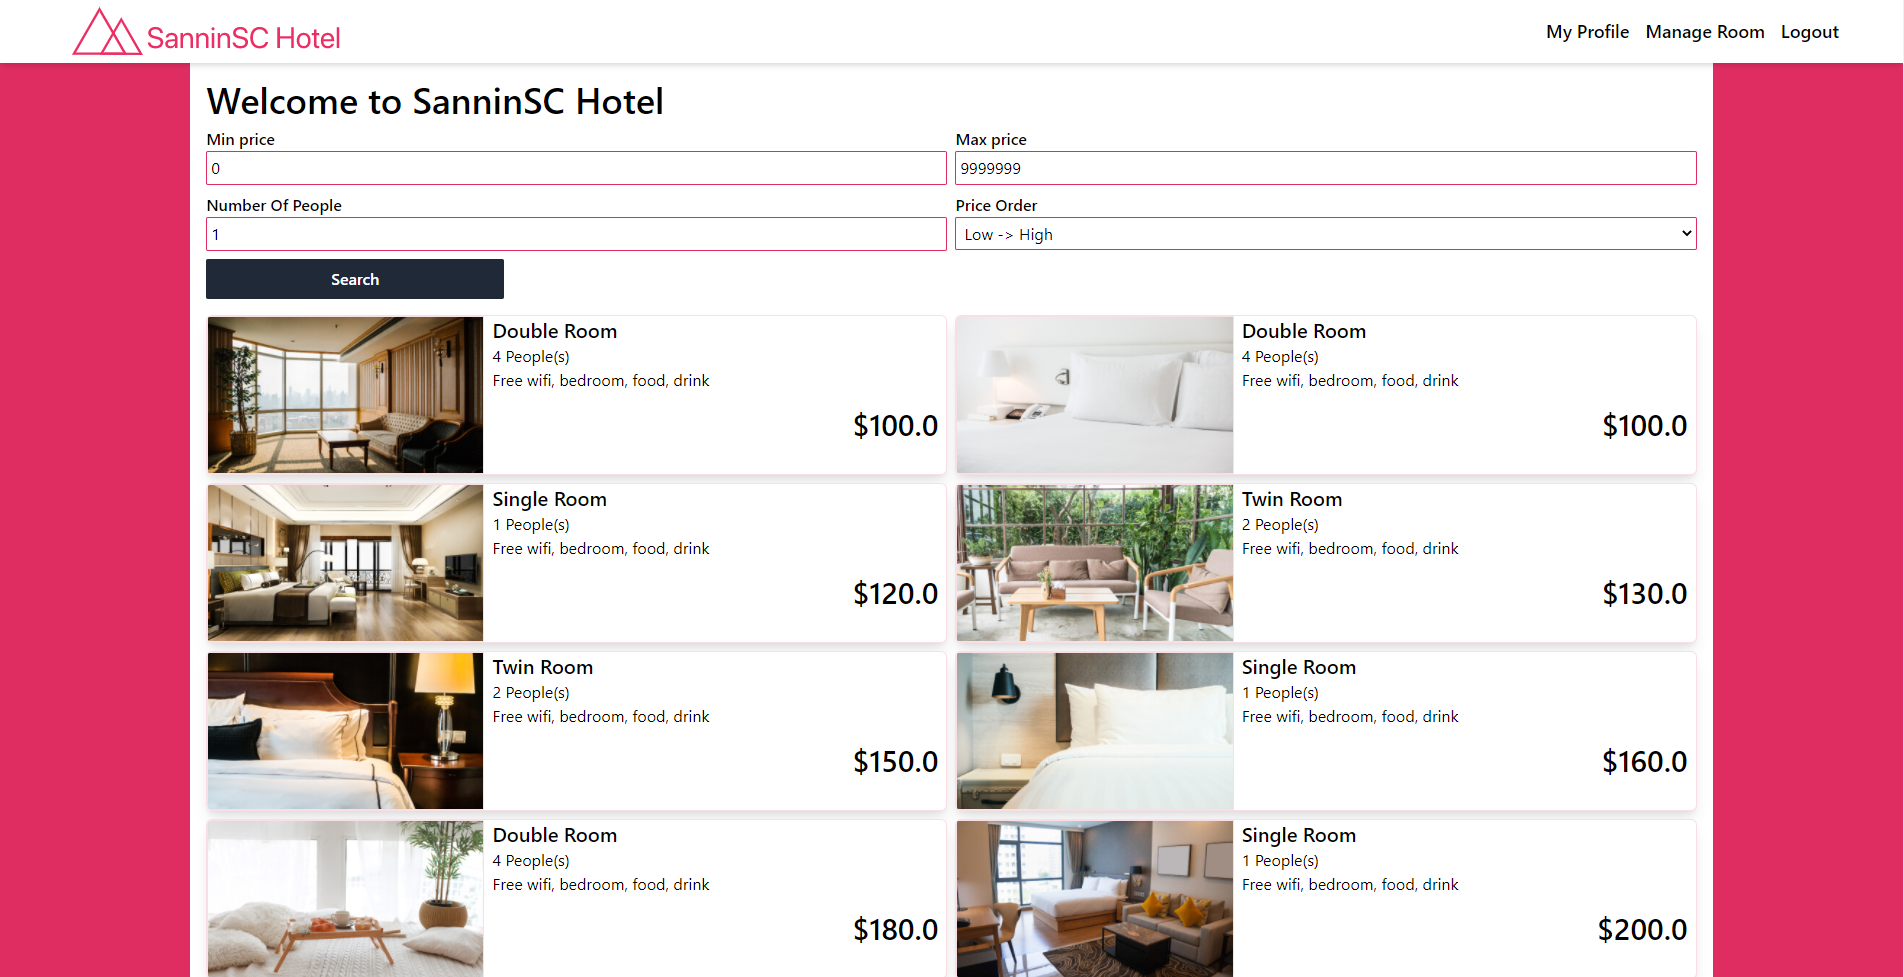 SanninSC Hotel
My Profile Manage Room Logout
Welcome to SanninSC Hotel
Min price
0
Max price
9999999
Number Of People
1
Price Order
Low -> High
Search
Double Room
4 People(s)
Free wifi, bedroom, food, drink
$100.0
Double Room
4 People(s)
Free wifi, bedroom, food, drink
$100.0
Single Room
1 People(s)
Free wifi, bedroom, food, drink
$120.0
Twin Room
2 People(s)
Free wifi, bedroom, food, drink
$130.0
Twin Room
2 People(s)
Free wifi, bedroom, food, drink
$150.0
Single Room
1 People(s)
Free wifi, bedroom, food, drink
$160.0
Double Room
4 People(s)
Free wifi, bedroom, food, drink
$180.0
Single Room
1 People(s)
Free wifi, bedroom, food, drink
$200.0